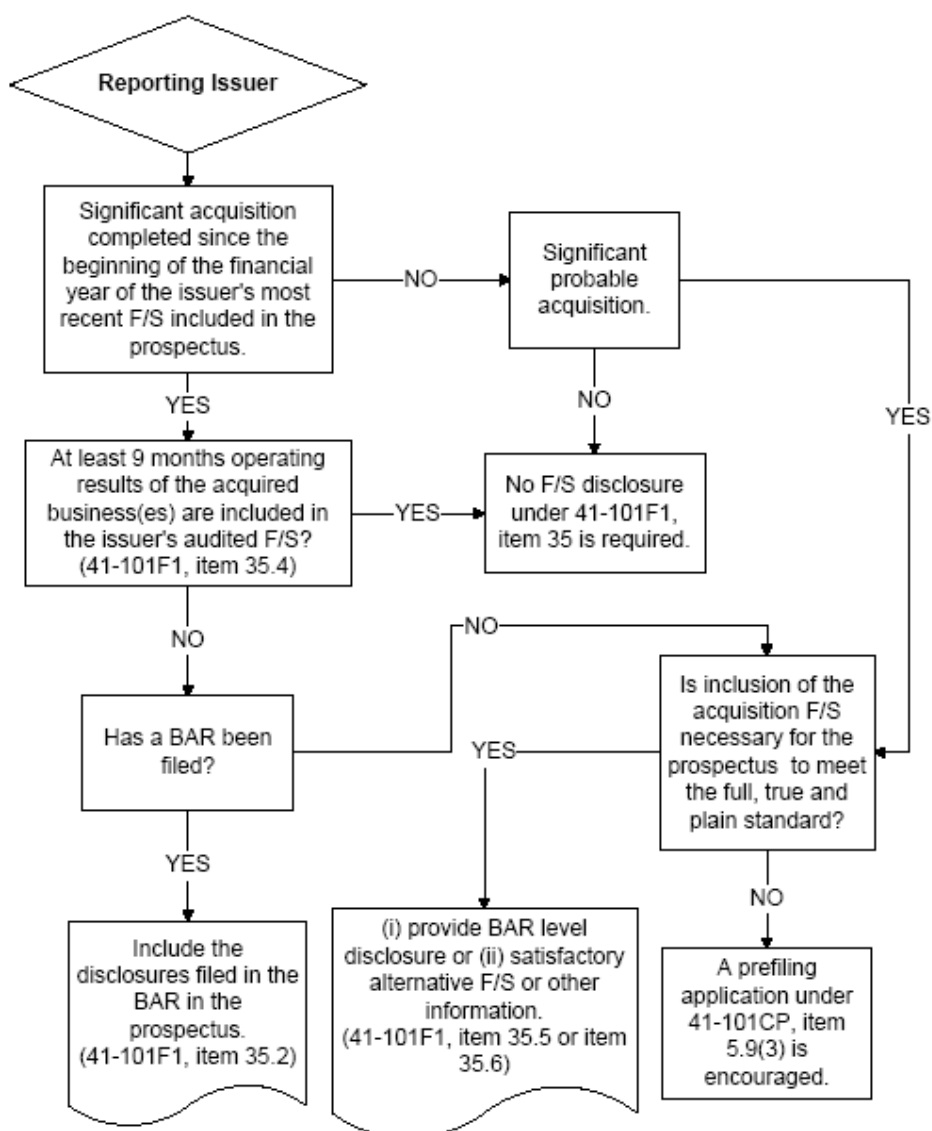 Reporting Issuer
Significant acquisition
completed since the
beginning of the financial
year of the issuer's most
recent F/S included in the
prospectus.
NO
Significant
probable
acquisition.
YES
NO
YES
At least 9 months operating
results of the acquired
business(es) are included in
the issuer's audited F/S?
(41-101F1, item 35.4)
YES
No F/S disclosure
under 41-101F1,
item 35 is required.
NO
NO
Has a BAR been
filed?
YES
Is inclusion of the
acquisition F/S
necessary for the
prospectus to meet
the full, true and
plain standard?
YES
NO
Include the
disclosures filed in the
BAR in the
prospectus.
(41-101F1, item 35.2)
(i) provide BAR level
disclosure or (ii) satisfactory
alternative F/S or other
information.
(41-101F1, item 35.5 or item
35.6)
A prefiling
application under
41-101CP, item
5.9(3) is
encouraged.